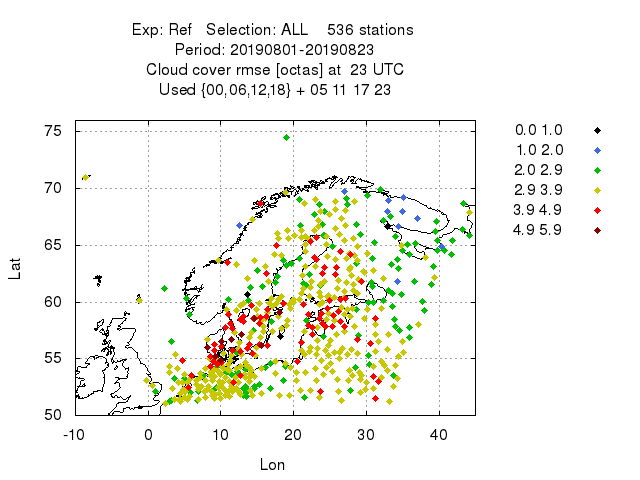 Exp: Ref   Selection: ALL    536 stations
Period: 20190801-20190823
Cloud cover rmse [octas] at  23 UTC
Used {00,06,12,18} + 05 11 17 23
0.0 1.0
1.0 2.0
2.0 2.9
2.9 3.9
3.9 4.9
4.9 5.9
75
70
65
60
55
50
Lat
-10 0 10 20 30 40
Lon